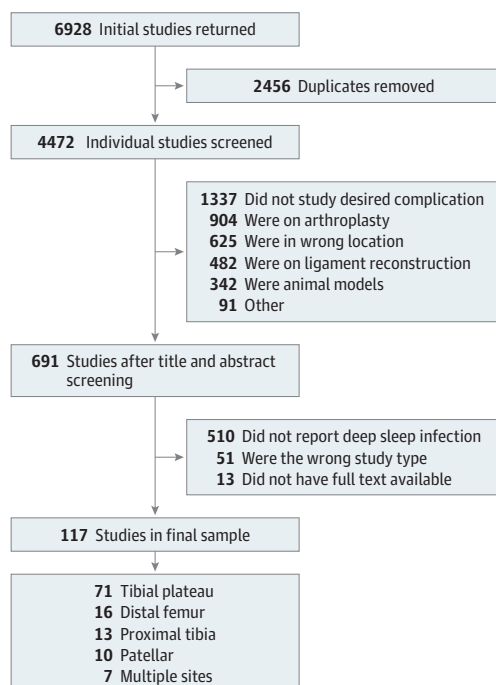 6928 Initial studies returned
2456 Duplicates removed
4472 Individual studies screened
1337 Did not study desired complication
904 Were on arthroplasty
625 Were in wrong location
482 Were on ligament reconstruction
342 Were animal models
91 Other
691 Studies after title and abstract
screening
510 Did not report deep sleep infection
51 Were the wrong study type
13 Did not have full text available
117 Studies in final sample
71 Tibial plateau
16 Distal femur
13 Proximal tibia
10 Patellar
7 Multiple sites